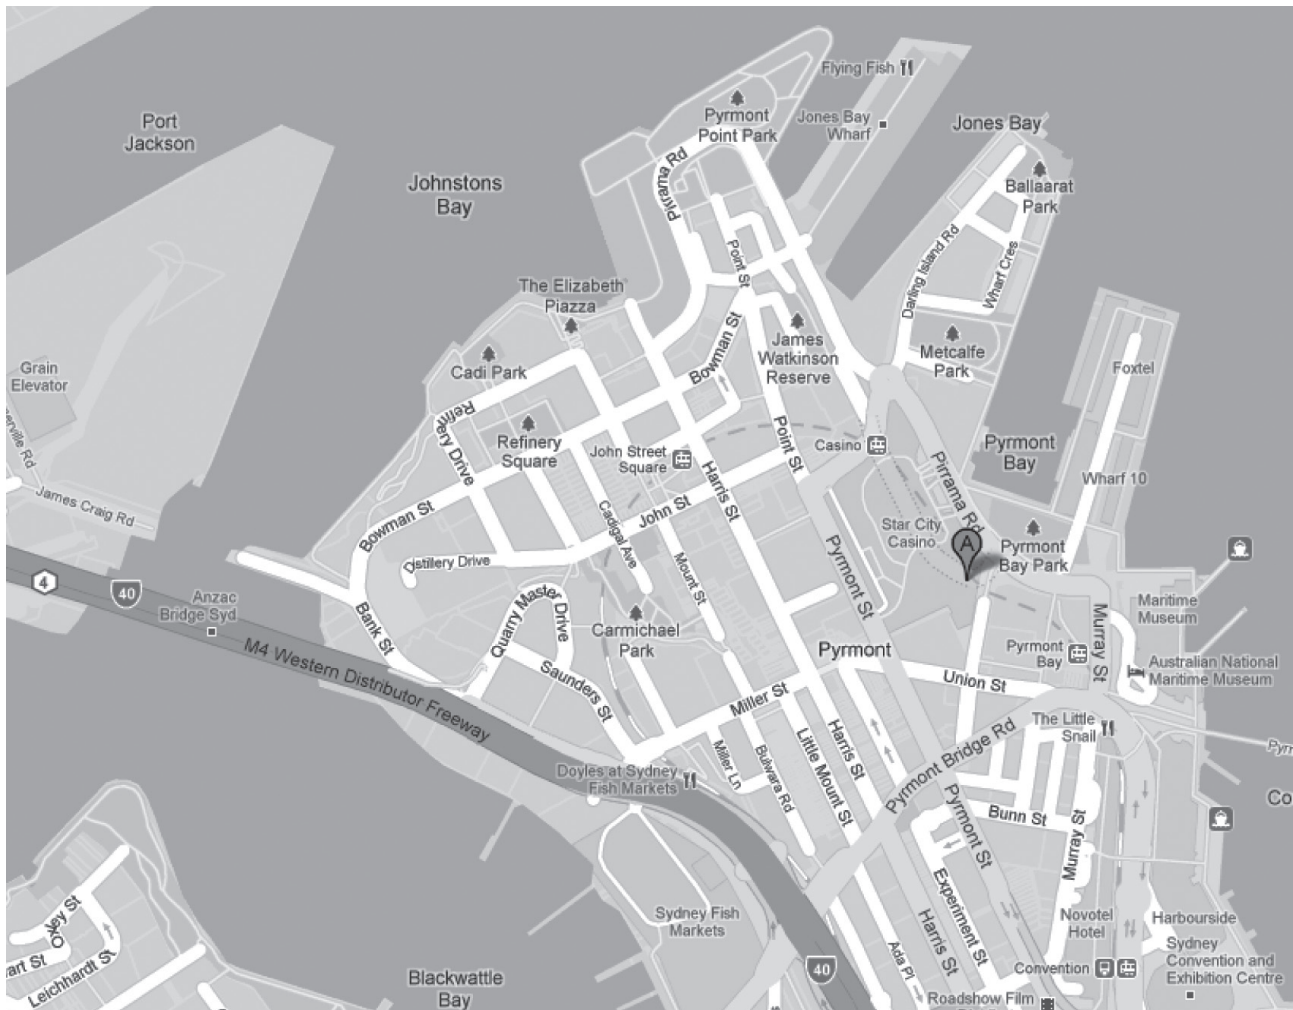 Flying Fish
Pyrmont
Point Park
Jones Bay
Wharf
Port
Jackson
Jones Bay
Johnstons
Bay
Pirrama Rd
Ballaarat
Park
Point St
Darling Island Rd
Wharf Cres
The Elizabeth
Piazza
James
Watkinson
Reserve
Metcalfe
Park
Bowman St
Cadi Park
Grain
Elevator
Foxtel
Refinery Drive
Refinery
Square
John Street
Square
Point St
Casino
Pyrmont
Bay
Pirrama Rd
Wharf 10
James Craig Rd
Bowman St
Cadigal Ave
John St
Harris St
Star City
Casino
A
Pyrmont
Bay Park
Distillery Drive
Mount St
Pyrmont St
4
40
Anzac
Bridge Syd
Bank St
Quarry Master Drive
Carmichael
Park
Pyrmont
Murray St
Maritime
Museum
Pyrmont
Bay
Australian National
Maritime Museum
M4 Western Distributor Freeway
Saunders St
Miller St
Union St
The Little
Snail
Harris St
Little Mount St
Pyrmont Bridge Rd
Doyles at Sydney
Fish Markets
Miller Ln
Bulwara Rd
Pyrmont St
Bunn St
Murray St
Co
Experiment St
Sydney Fish
Markets
Harris St
Novotel
Hotel
Harbourside
Ada Pl
Sydney
Convention and
Exhibition Centre
Convention
40
Blackwattle
Bay
Roadshow Film
Leichhardt St